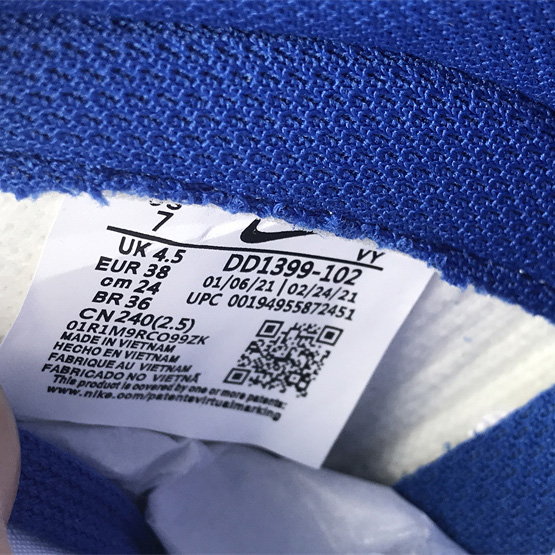 7
UK 4.5
EUR 38
cm 24
BR 36
CN 240(2.5)
VY
DD1399-102
01/06/21 | 02/24/21
UPC 00194955872451
01R1M9RCO99ZK
MADE IN VIETNAM
HECHO EN VIETNAM
FABRIQUE AU VIETNAM
FABRICADO NO VIETNÃ
This product is covered by one or more patents:
www.nike.com/patentsvirtualmarking